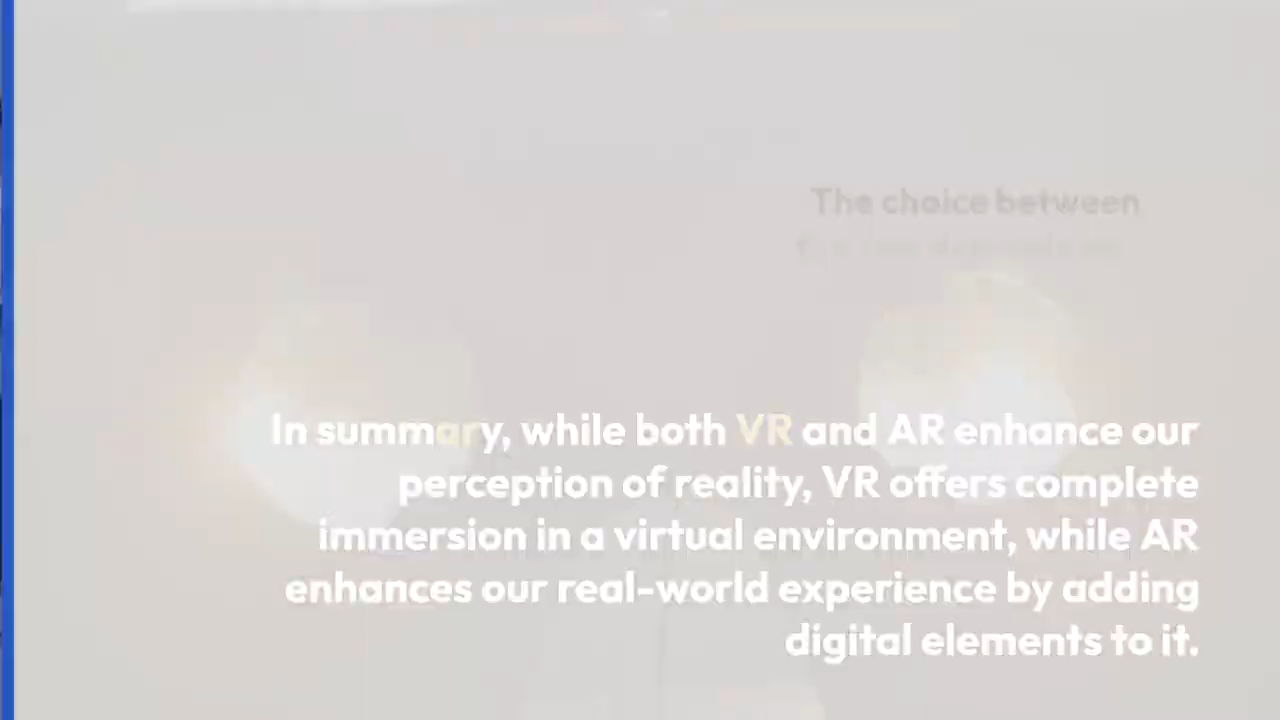 The choice between
In summary, while both VR and AR enhance our
perception of reality, VR offers complete
immersion in a virtual environment, while AR
enhances our real-world experience by adding
digital elements to it.